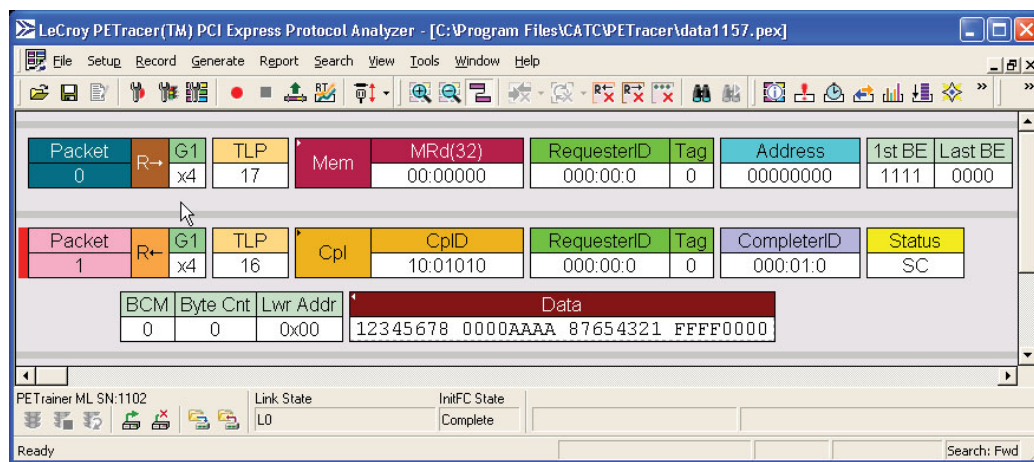 LeCroy PETracer(TM) PCI Express Protocol Analyzer - [C:\Program Files\CATC\PETracer\data1157.pex]
File Setup Record Generate Report Search View Tools Window Help
Packet R→ G1 TLP Mem MRd(32) RequesterID Tag Address 1st BE Last BE
0 x4 17 00:00000 000:00:0 0 00000000 1111 0000
Packet R← G1 TLP Cpl CplD RequesterID Tag CompleterID Status
1 x4 16 10:01010 000:00:0 0 000:01:0 SC
BCM Byte Cnt Lwr Addr Data
0 0 0x00 12345678 0000AAAA 87654321 FFFF0000
PETrainer ML SN:1102 Link State InitFC State
L0 Complete
Ready Search: Fwd